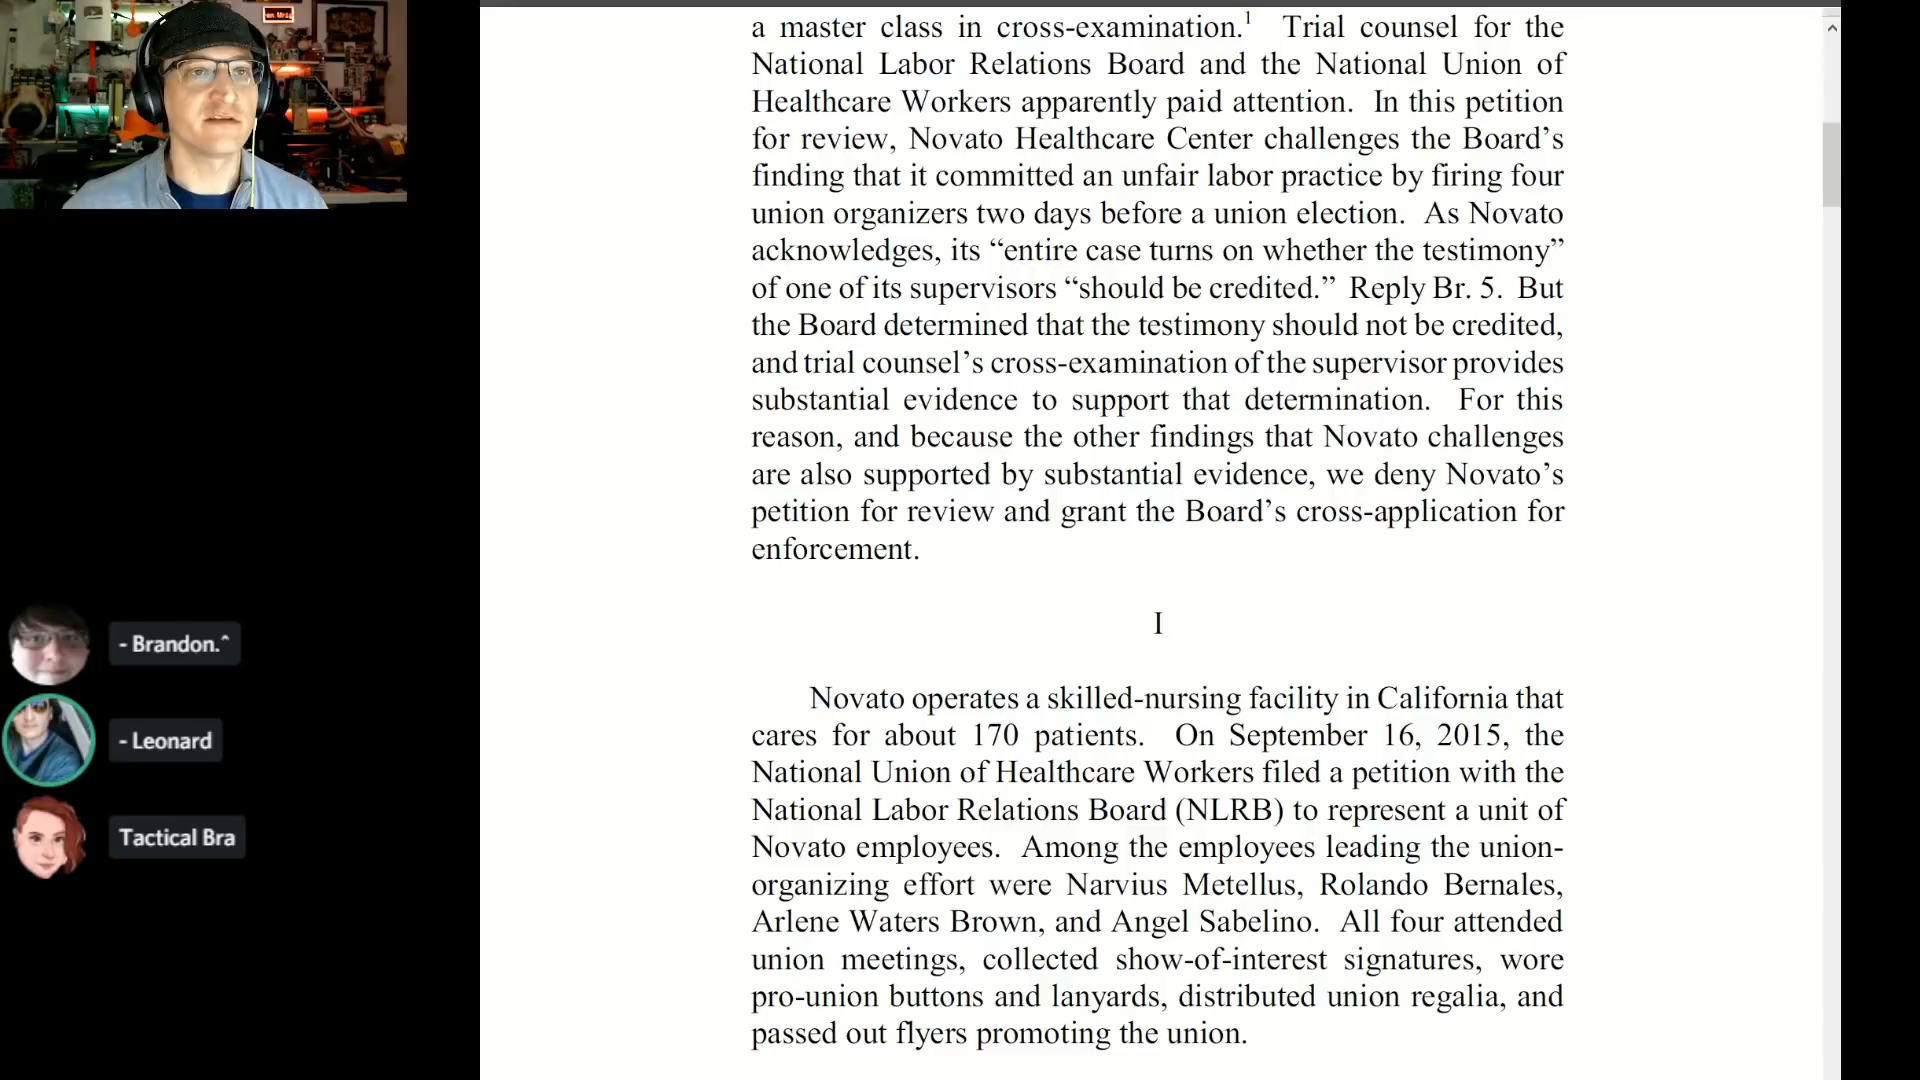 a master class in cross-examination.1 Trial counsel for the
National Labor Relations Board and the National Union of
Healthcare Workers apparently paid attention. In this petition
for review, Novato Healthcare Center challenges the Board’s
finding that it committed an unfair labor practice by firing four
union organizers two days before a union election. As Novato
acknowledges, its “entire case turns on whether the testimony”
of one of its supervisors “should be credited.” Reply Br. 5. But
the Board determined that the testimony should not be credited,
and trial counsel’s cross-examination of the supervisor provides
substantial evidence to support that determination. For this
reason, and because the other findings that Novato challenges
are also supported by substantial evidence, we deny Novato’s
petition for review and grant the Board’s cross-application for
enforcement.
I
Novato operates a skilled-nursing facility in California that
cares for about 170 patients. On September 16, 2015, the
National Union of Healthcare Workers filed a petition with the
National Labor Relations Board (NLRB) to represent a unit of
Novato employees. Among the employees leading the union-
organizing effort were Narvius Metellus, Rolando Bernales,
Arlene Waters Brown, and Angel Sabelino. All four attended
union meetings, collected show-of-interest signatures, wore
pro-union buttons and lanyards, distributed union regalia, and
passed out flyers promoting the union.
- Brandon.^
- Leonard
Tactical Bra